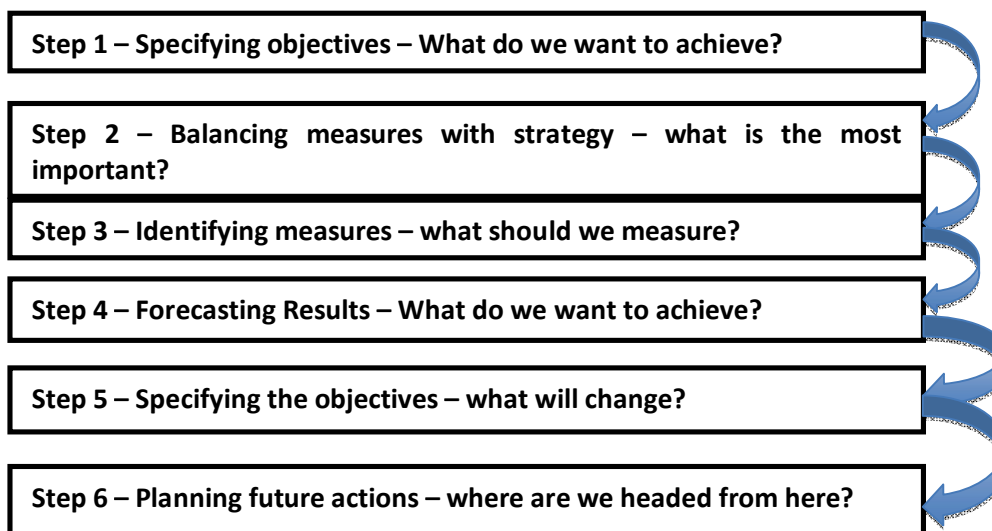 Step 1 – Specifying objectives – What do we want to achieve?
Step 2 – Balancing measures with strategy – what is the most
important?
Step 3 – Identifying measures – what should we measure?
Step 4 – Forecasting Results – What do we want to achieve?
Step 5 – Specifying the objectives – what will change?
Step 6 – Planning future actions – where are we headed from here?